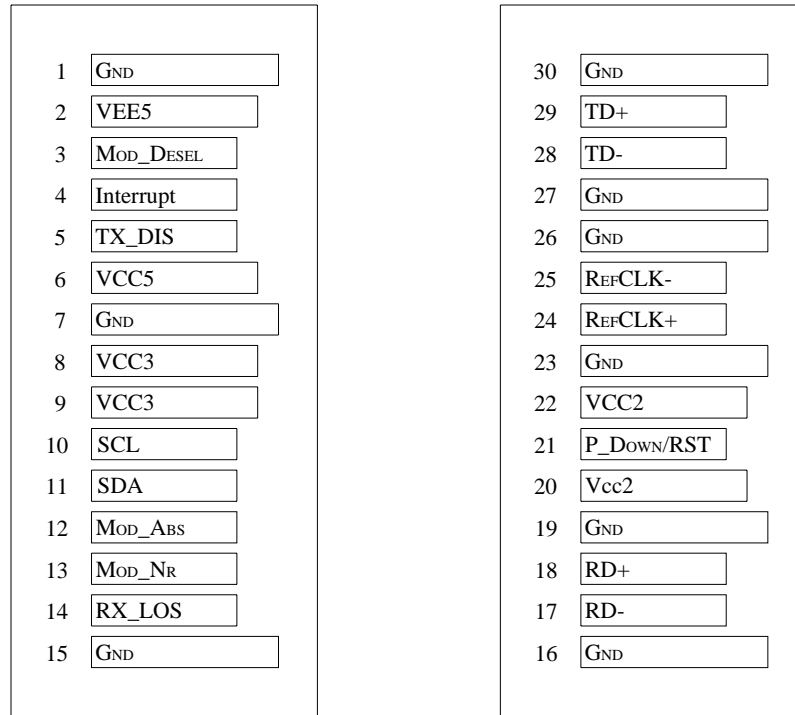 1 GND
2 VEE5
3 MOD_DESEL
4 Interrupt
5 TX_DIS
6 VCC5
7 GND
8 VCC3
9 VCC3
10 SCL
11 SDA
12 MOD_ABS
13 MOD_NR
14 RX_LOS
15 GND
30 GND
29 TD+
28 TD-
27 GND
26 GND
25 REFCLK-
24 REFCLK+
23 GND
22 VCC2
21 P_DOWN/RST
20 Vcc2
19 GND
18 RD+
17 RD-
16 GND